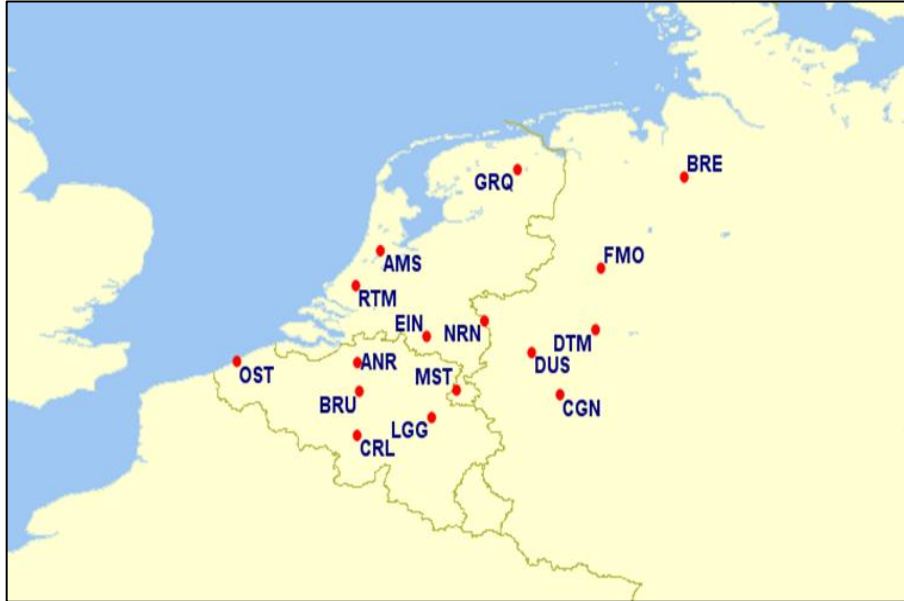 BRE
GRQ
FMO
AMS
RTM
EIN
NRN
DTM
DUS
OST
ANR
MST
BRU
CGN
LGG
CRL